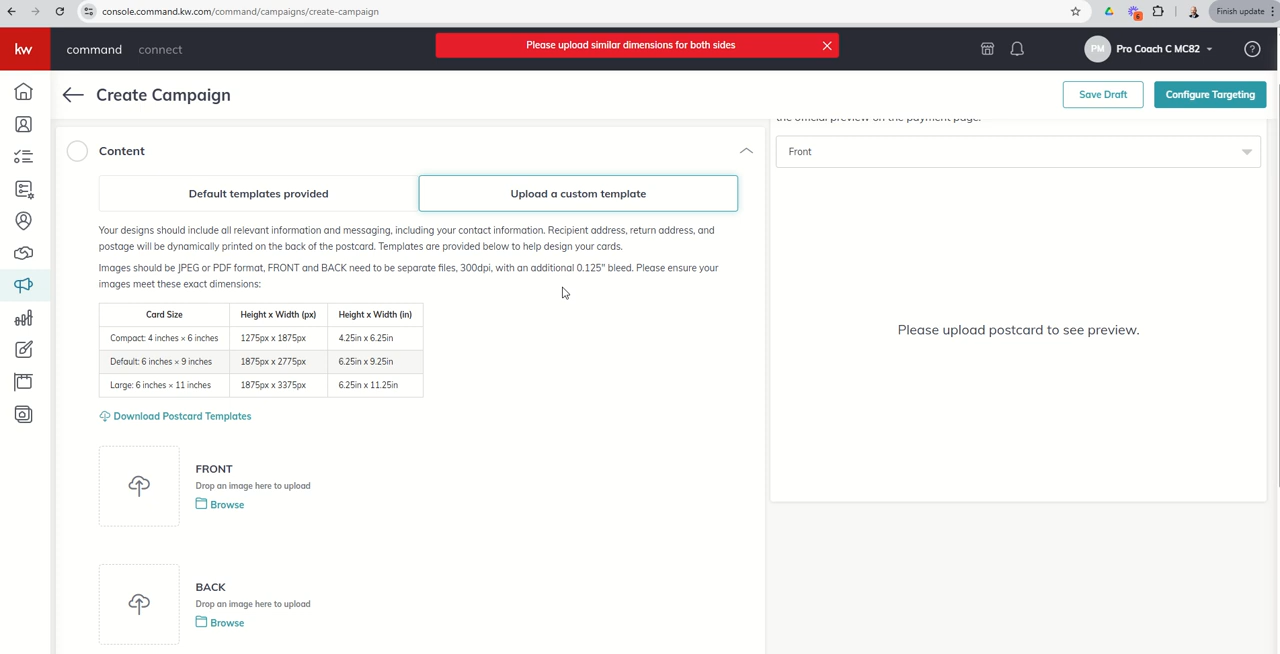 console.command.kw.com/command/campaigns/create-campaign
6
Finish update
kw
command
connect
Please upload similar dimensions for both sides
PM
Pro Coach C MC82
?
Create Campaign
Save Draft
Configure Targeting
the official preview on the payment page.
Content
Front
Default templates provided
Upload a custom template
Your designs should include all relevant information and messaging, including your contact information. Recipient address, return address, and
postage will be dynamically printed on the back of the postcard. Templates are provided below to help design your cards.
Images should be JPEG or PDF format, FRONT and BACK need to be separate files, 300dpi, with an additional 0.125" bleed. Please ensure your
images meet these exact dimensions:
Card Size Height x Width (px) Height x Width (in)
Compact: 4 inches × 6 inches 1275px x 1875px 4.25in x 6.25in
Default: 6 inches × 9 inches 1875px x 2775px 6.25in x 9.25in
Large: 6 inches × 11 inches 1875px x 3375px 6.25in x 11.25in
Please upload postcard to see preview.
Download Postcard Templates
FRONT
Drop an image here to upload
Browse
BACK
Drop an image here to upload
Browse